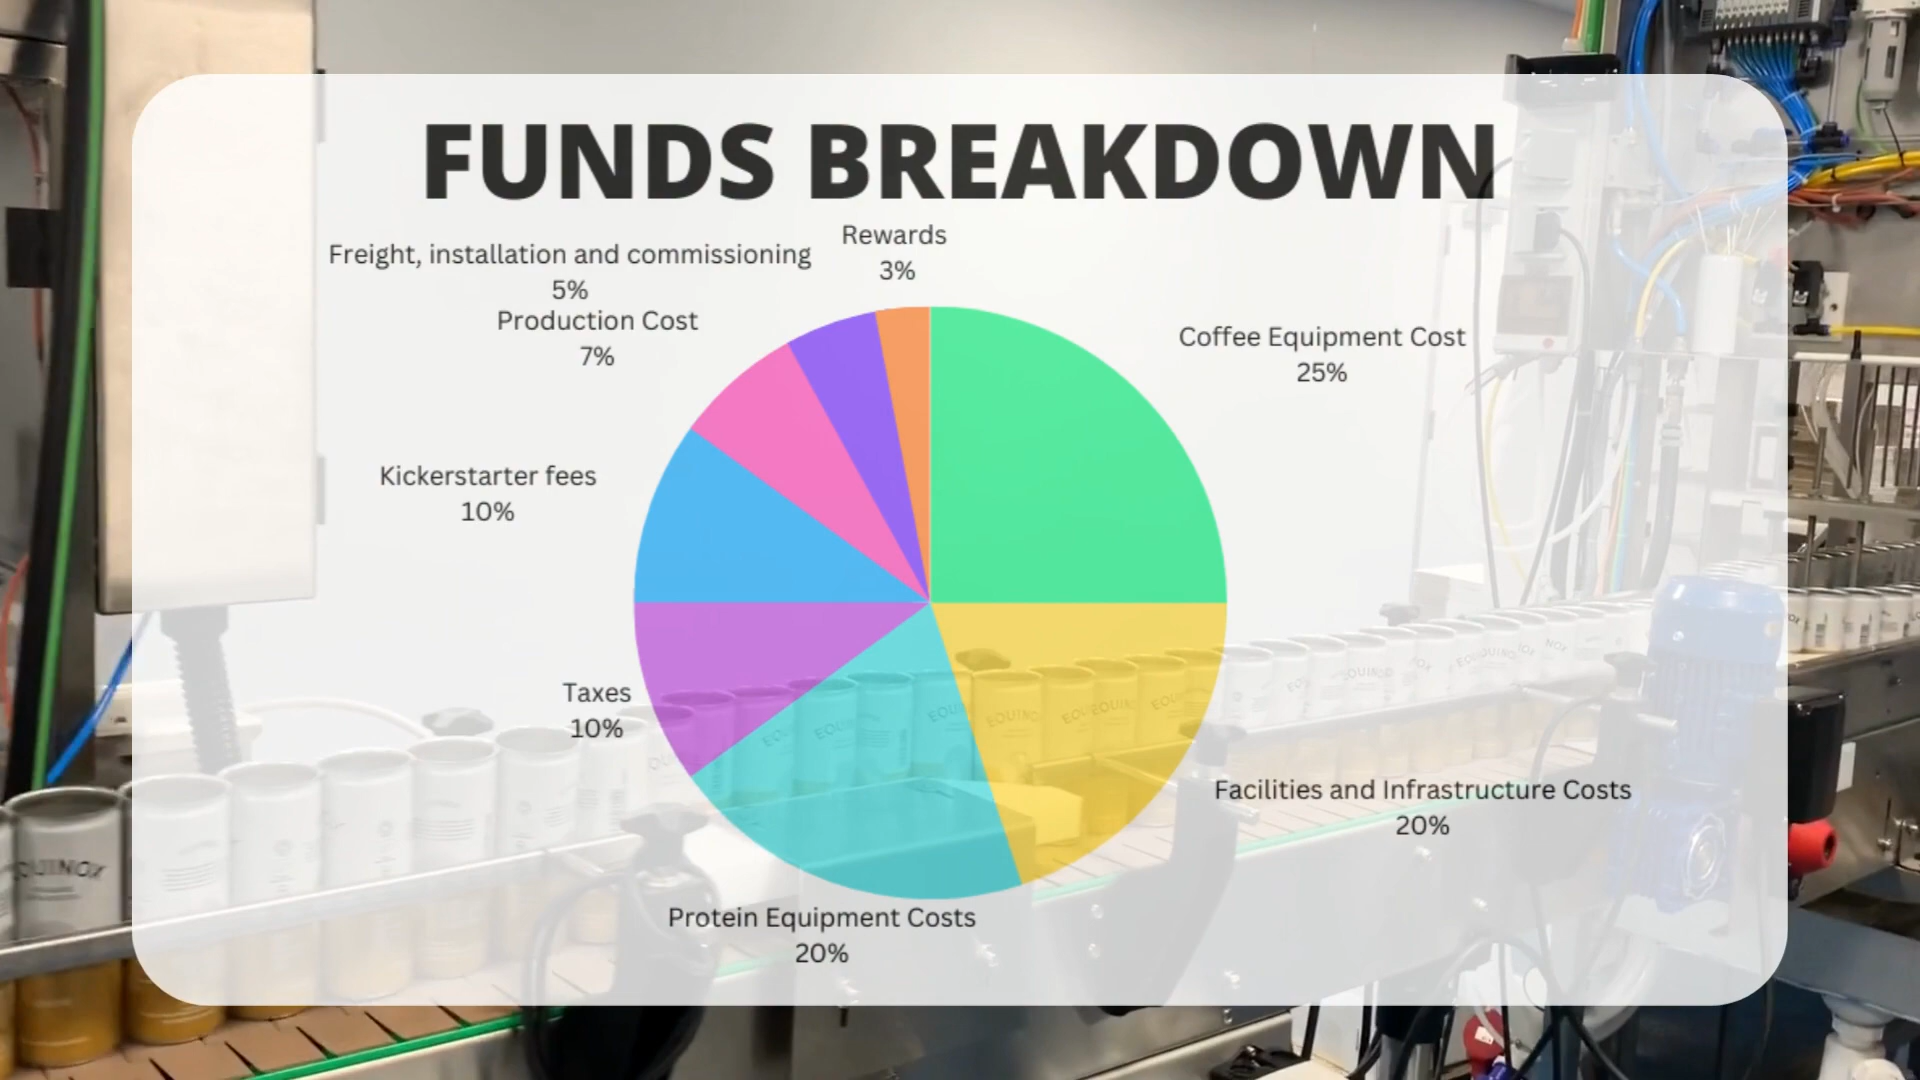 FUNDS BREAKDOWN
Rewards
3%
Freight, installation and commissioning
5%
Production Cost
7%
Coffee Equipment Cost
25%
Kickerstarter fees
10%
Taxes
10%
Facilities and Infrastructure Costs
20%
Protein Equipment Costs
20%
EQUINOX